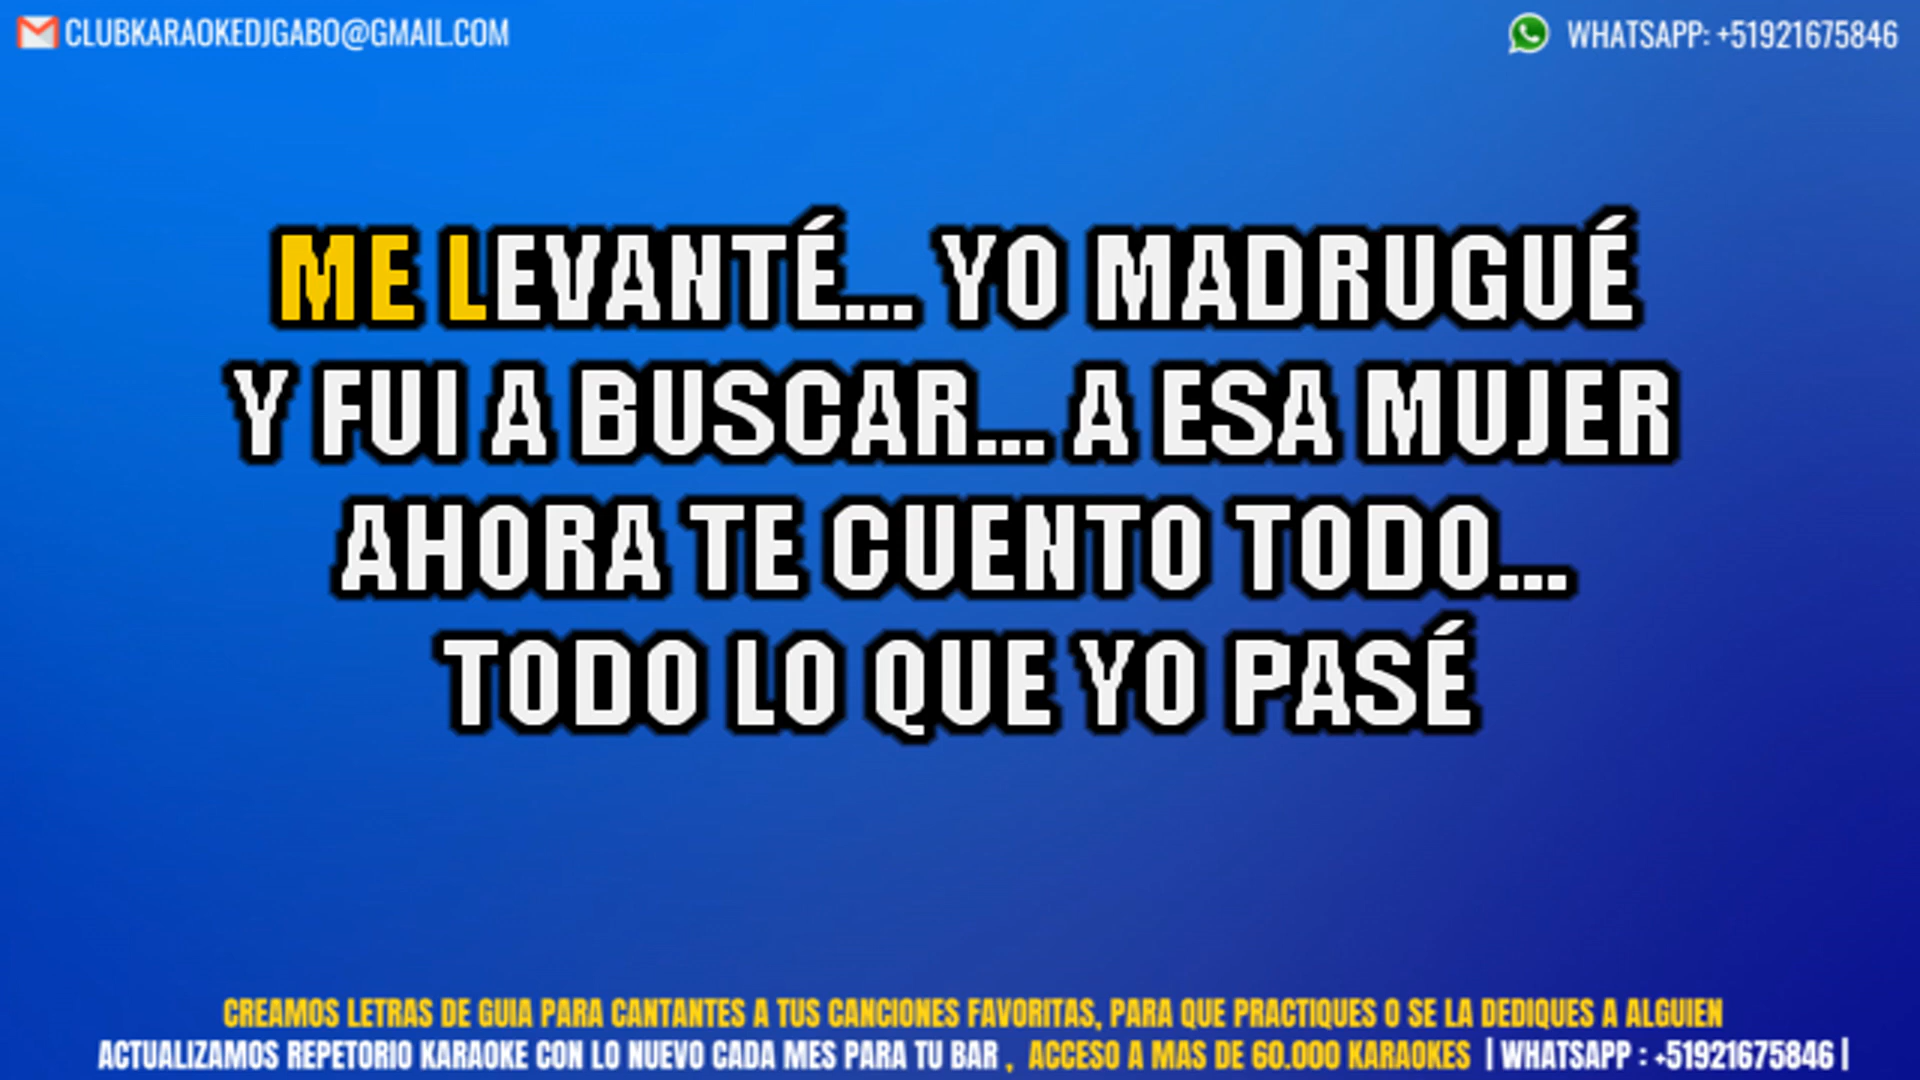 CLUBKARAOKEDJGABO@GMAIL.COM
WHATSAPP: +51921675846
ME LEVANTÉ... YO MADRUGUÉ
Y FUI A BUSCAR... A ESA MUJER
AHORA TE CUENTO TODO...
TODO LO QUE YO PASÉ
CREAMOS LETRAS DE GUIA PARA CANTANTES A TUS CANCIONES FAVORITAS, PARA QUE PRACTIQUES O SE LA DEDIQUES A ALGUIEN
ACTUALIZAMOS REPETORIO KARAOKE CON LO NUEVO CADA MES PARA TU BAR , ACCESO A MAS DE 60.000 KARAOKES | WHATSAPP : +51921675846 |